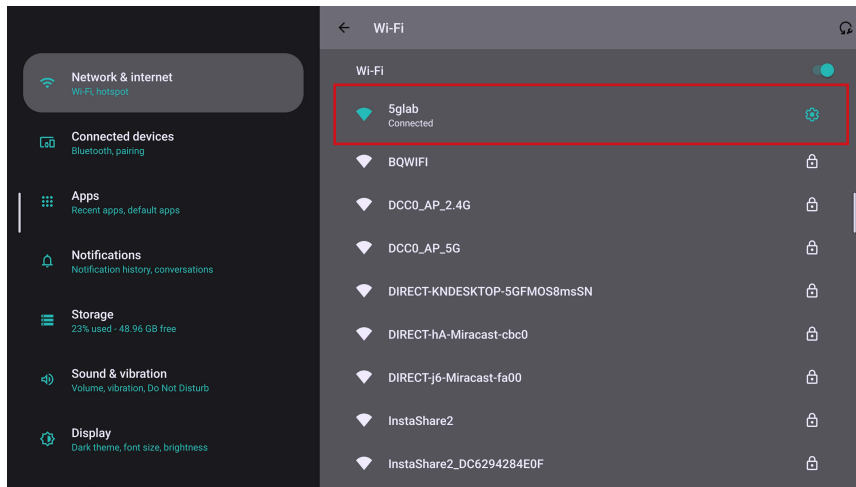 Network & internet
Wi-Fi, hotspot
Connected devices
Bluetooth, pairing
Apps
Recent apps, default apps
Notifications
Notification history, conversations
Storage
23% used - 48.96 GB free
Sound & vibration
Volume, vibration, Do Not Disturb
Display
Dark theme, font size, brightness
Wi-Fi
Wi-Fi
5glab
Connected
BQWIFI
DCC0_AP_2.4G
DCC0_AP_5G
DIRECT-KNDESKTOP-5GFMOS8msSN
DIRECT-hA-Miracast-cbc0
DIRECT-j6-Miracast-fa00
InstaShare2
InstaShare2_DC6294284E0F